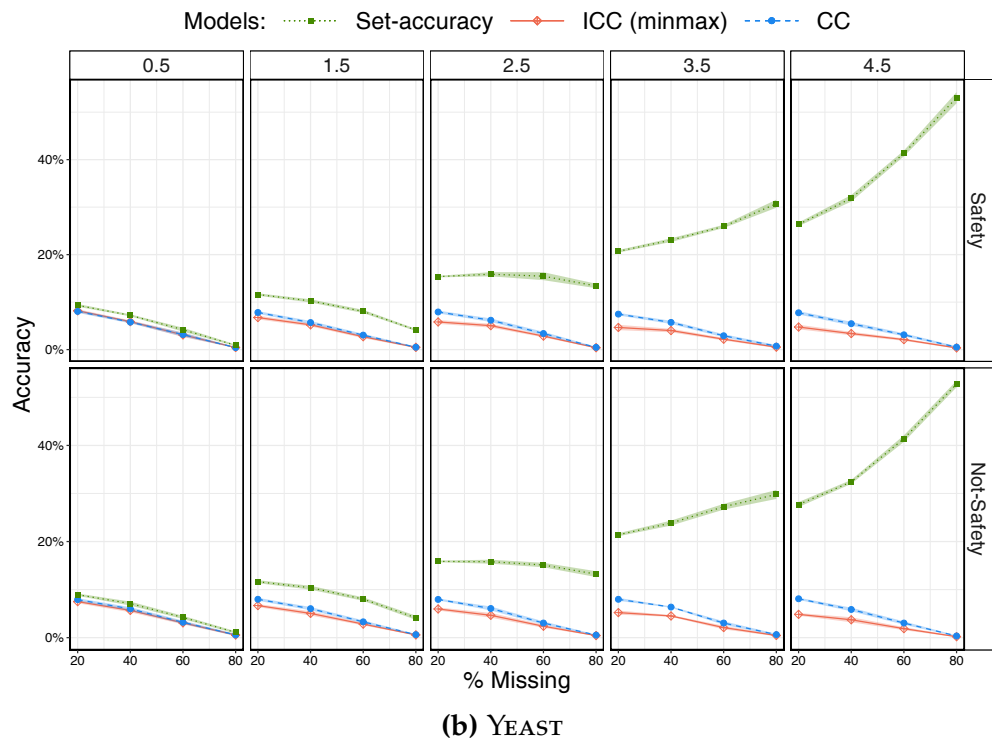 Models: Set-accuracy ICC (minmax) CC
0.5 1.5 2.5 3.5 4.5
40%
20%
0%
Safety
Accuracy
40%
20%
0%
Not-Safety
20 40 60 80 20 40 60 80 20 40 60 80 20 40 60 80 20 40 60 80
% Missing
(b) YEAST